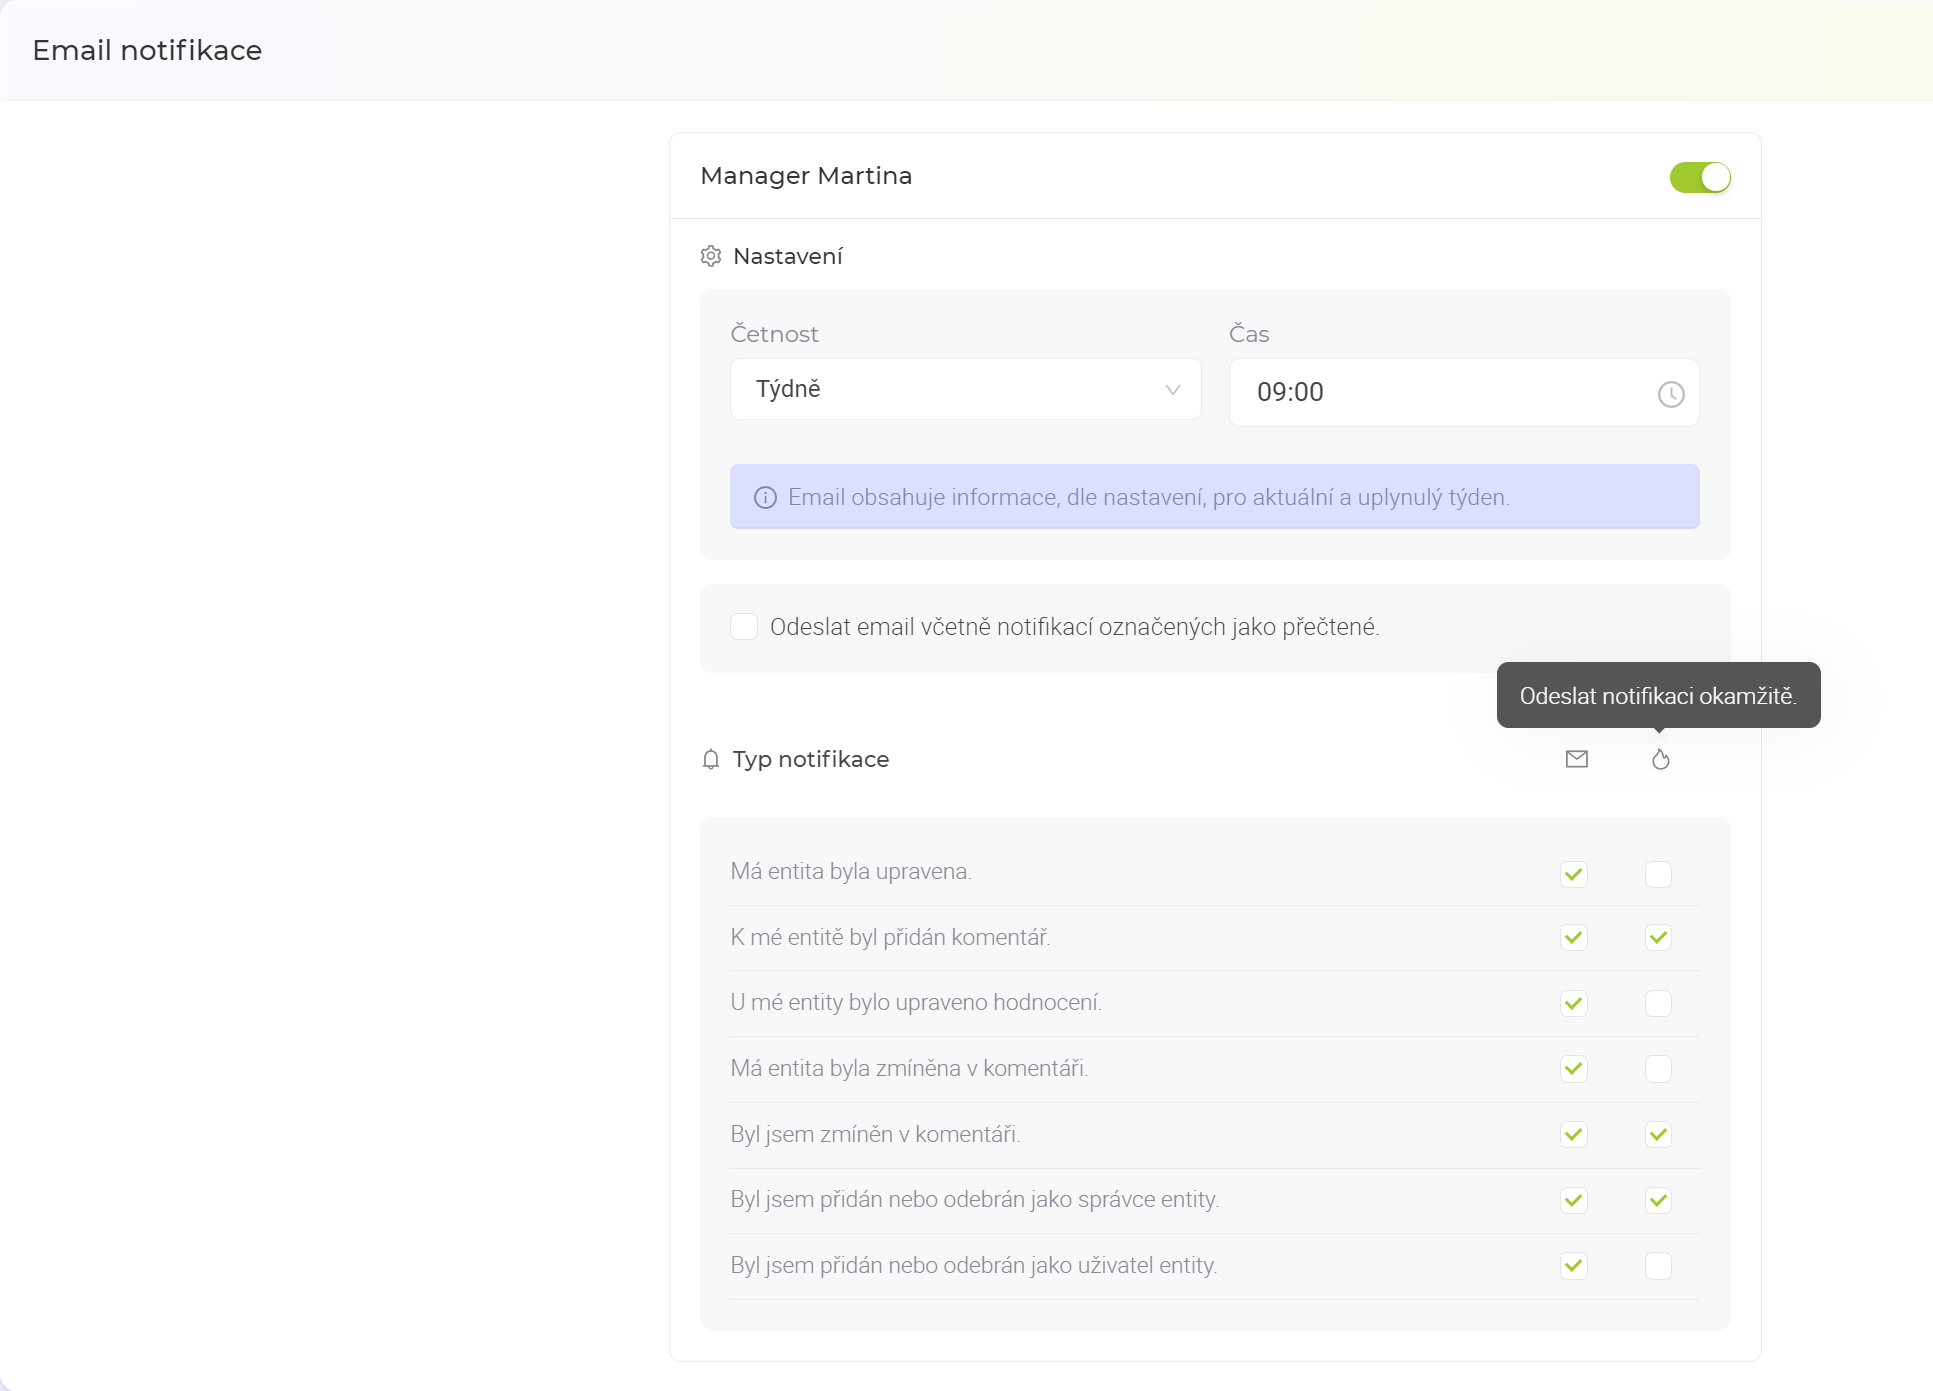 Email notifikace
Manager Martina
Nastavení
Četnost
Čas
Týdně
09:00
Email obsahuje informace, dle nastavení, pro aktuální a uplynulý týden.
Odeslat email včetně notifikací označených jako přečtené.
Odeslat notifikaci okamžitě.
Typ notifikace
Má entita byla upravena.
K mé entitě byl přidán komentář.
U mé entity bylo upraveno hodnocení.
Má entita byla zmíněna v komentáři.
Byl jsem zmíněn v komentáři.
Byl jsem přidán nebo odebrán jako správce entity.
Byl jsem přidán nebo odebrán jako uživatel entity.